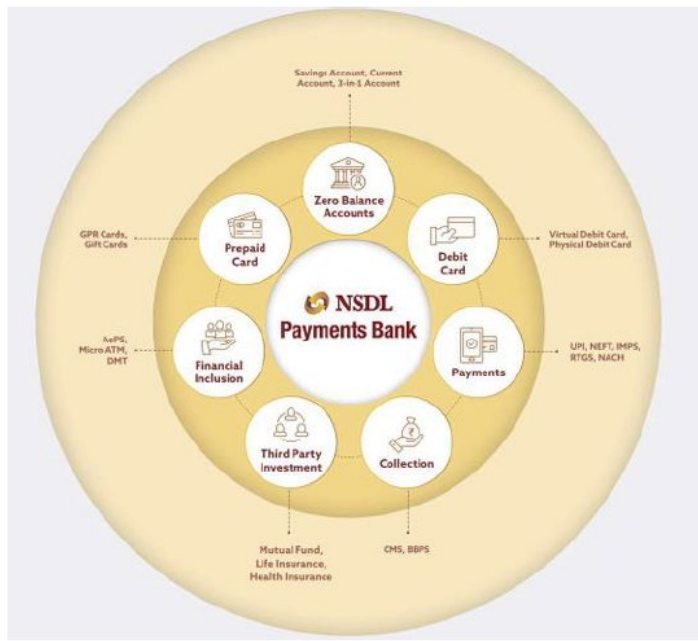 Savings Account, Current
Account, 3-in-1 Account
Zero Balance
Accounts
GPR Cards,
Gift Cards
Prepaid
Card
Debit
Card
Virtual Debit Card,
Physical Debit Card
NSDL
Payments Bank
AePS,
Micro ATM,
DMT
Financial
Inclusion
Payments
UPI, NEFT, IMPS,
RTGS, NACH
Third Party
Investment
Collection
Mutual Fund,
Life Insurance,
Health Insurance
CMS, BBPS